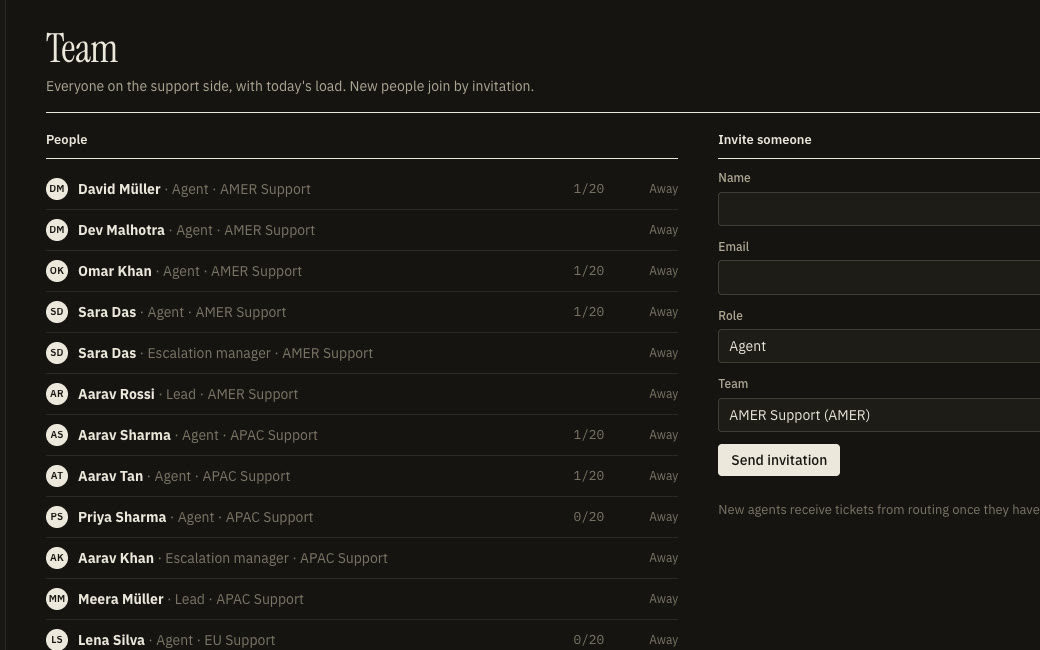 Team
Everyone on the support side, with today's load. New people join by invitation.
People
DM David Müller · Agent · AMER Support 1/20 Away
DM Dev Malhotra · Agent · AMER Support Away
OK Omar Khan · Agent · AMER Support 1/20 Away
SD Sara Das · Agent · AMER Support 1/20 Away
SD Sara Das · Escalation manager · AMER Support Away
AR Aarav Rossi · Lead · AMER Support Away
AS Aarav Sharma · Agent · APAC Support 1/20 Away
AT Aarav Tan · Agent · APAC Support 1/20 Away
PS Priya Sharma · Agent · APAC Support 0/20 Away
AK Aarav Khan · Escalation manager · APAC Support Away
MM Meera Müller · Lead · APAC Support Away
LS Lena Silva · Agent · EU Support 0/20 Away
Invite someone
Name
Email
Role
Agent
Team
AMER Support (AMER)
Send invitation
New agents receive tickets from routing once they have